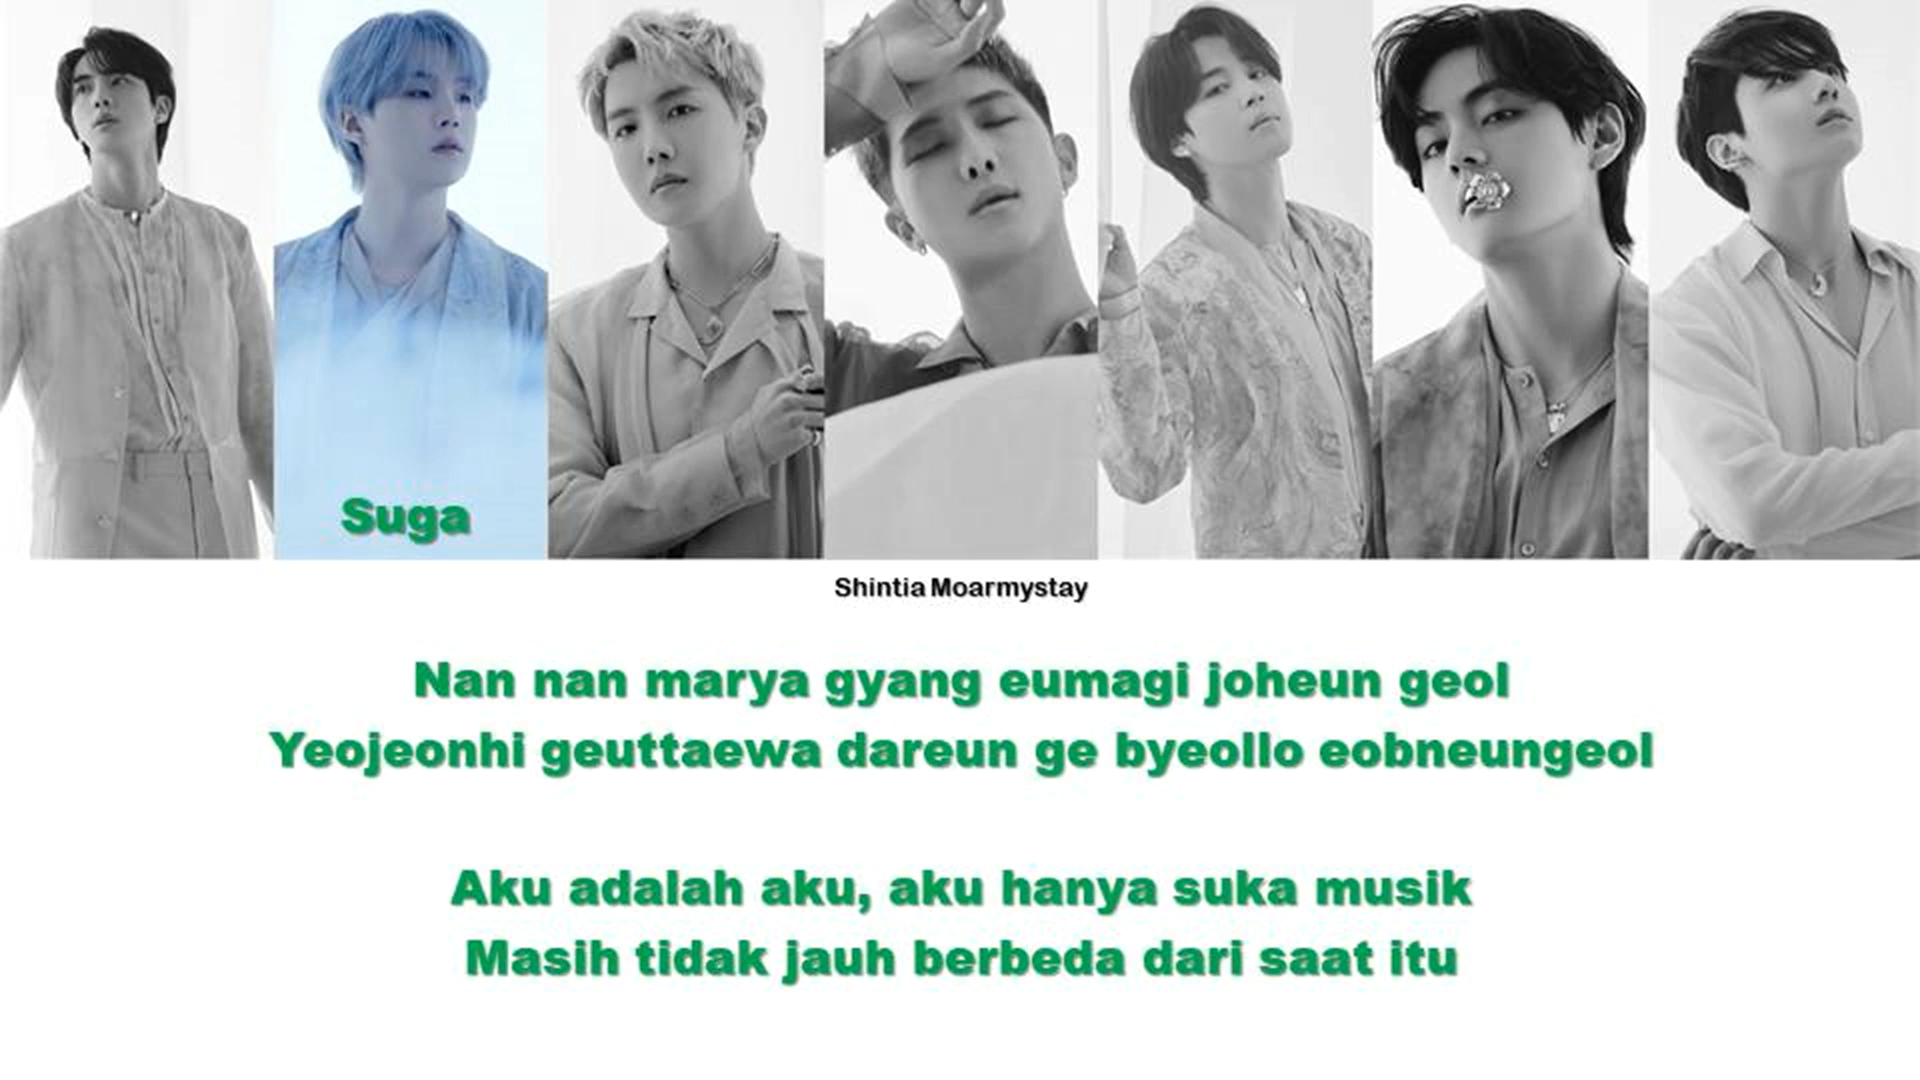 Suga
Shintia Moarmystay
Nan nan marya gyang eumagi joheun geol
Yeojeonhi geuttaewa dareun ge byeollo eobneungeol
Aku adalah aku, aku hanya suka musik
Masih tidak jauh berbeda dari saat itu